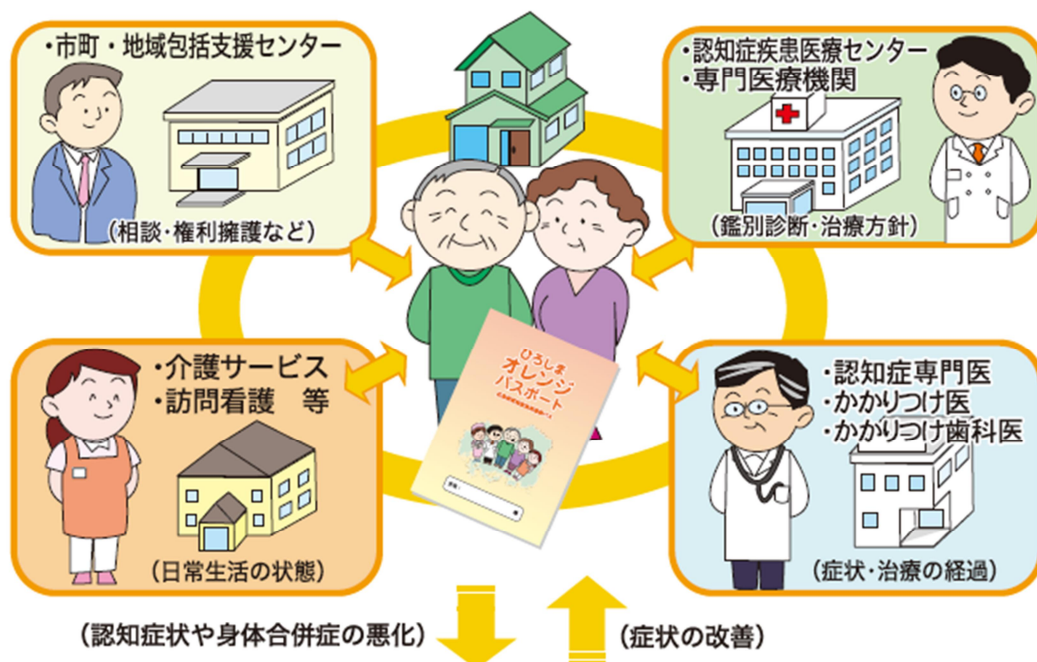 ・市町・地域包括支援センター
(相談・権利擁護など)
・認知症疾患医療センター
・専門医療機関
(鑑別診断・治療方針)
・介護サービス
・訪問看護 等
(日常生活の状態)
ひろしま
オレンジ
パスポート
・認知症専門医
・かかりつけ医
・かかりつけ歯科医
(症状・治療の経過)
(認知症状や身体合併症の悪化)
(症状の改善)